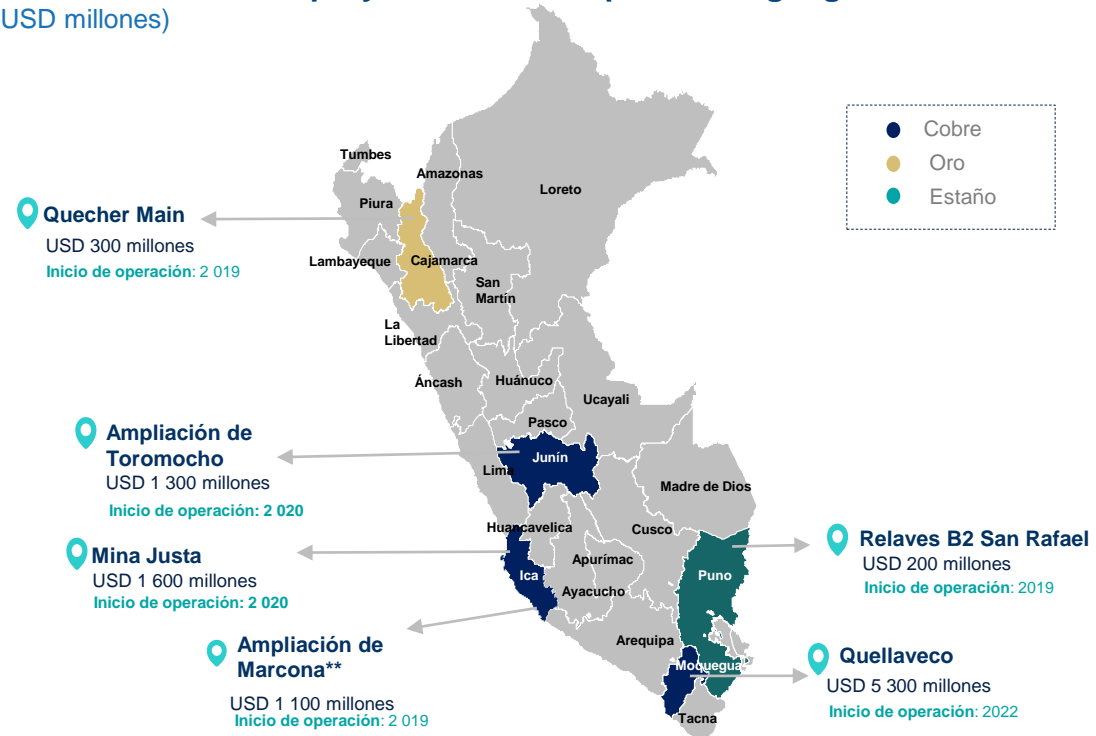 USD millones)
Cobre
Oro
Estaño
Tumbes
Amazonas
Loreto
Piura
Quecher Main
USD 300 millones
Inicio de operación: 2 019
Lambayeque
Cajamarca
San
Martín
La
Libertad
Áncash
Huánuco
Ucayali
Pasco
Ampliación de
Toromocho
USD 1 300 millones
Inicio de operación: 2 020
Junín
Lima
Madre de Dios
Huancavelica
Cusco
Mina Justa
USD 1 600 millones
Inicio de operación: 2 020
Apurímac
Ica
Ayacucho
Puno
Relaves B2 San Rafael
USD 200 millones
Inicio de operación: 2019
Arequipa
Ampliación de
Marcona**
USD 1 100 millones
Inicio de operación: 2 019
Moquegua
Quellaveco
USD 5 300 millones
Inicio de operación: 2022
Tacna